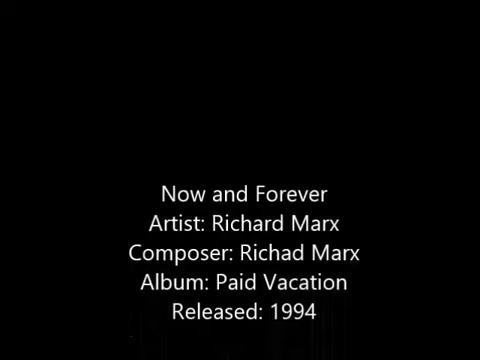 Now and Forever
Artist: Richard Marx
Composer: Richad Marx
Album: Paid Vacation
Released: 1994